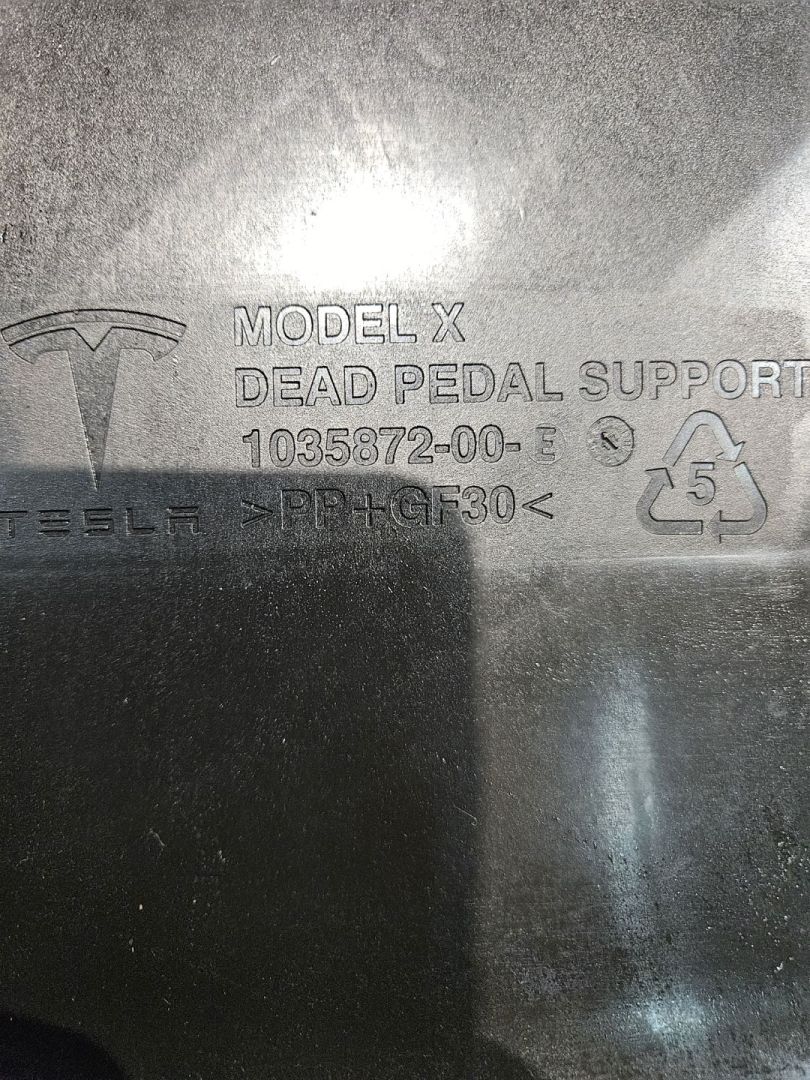 MODEL X
DEAD PEDAL SUPPORT
1035872-00-E
TESLA >PP+GF30<
5